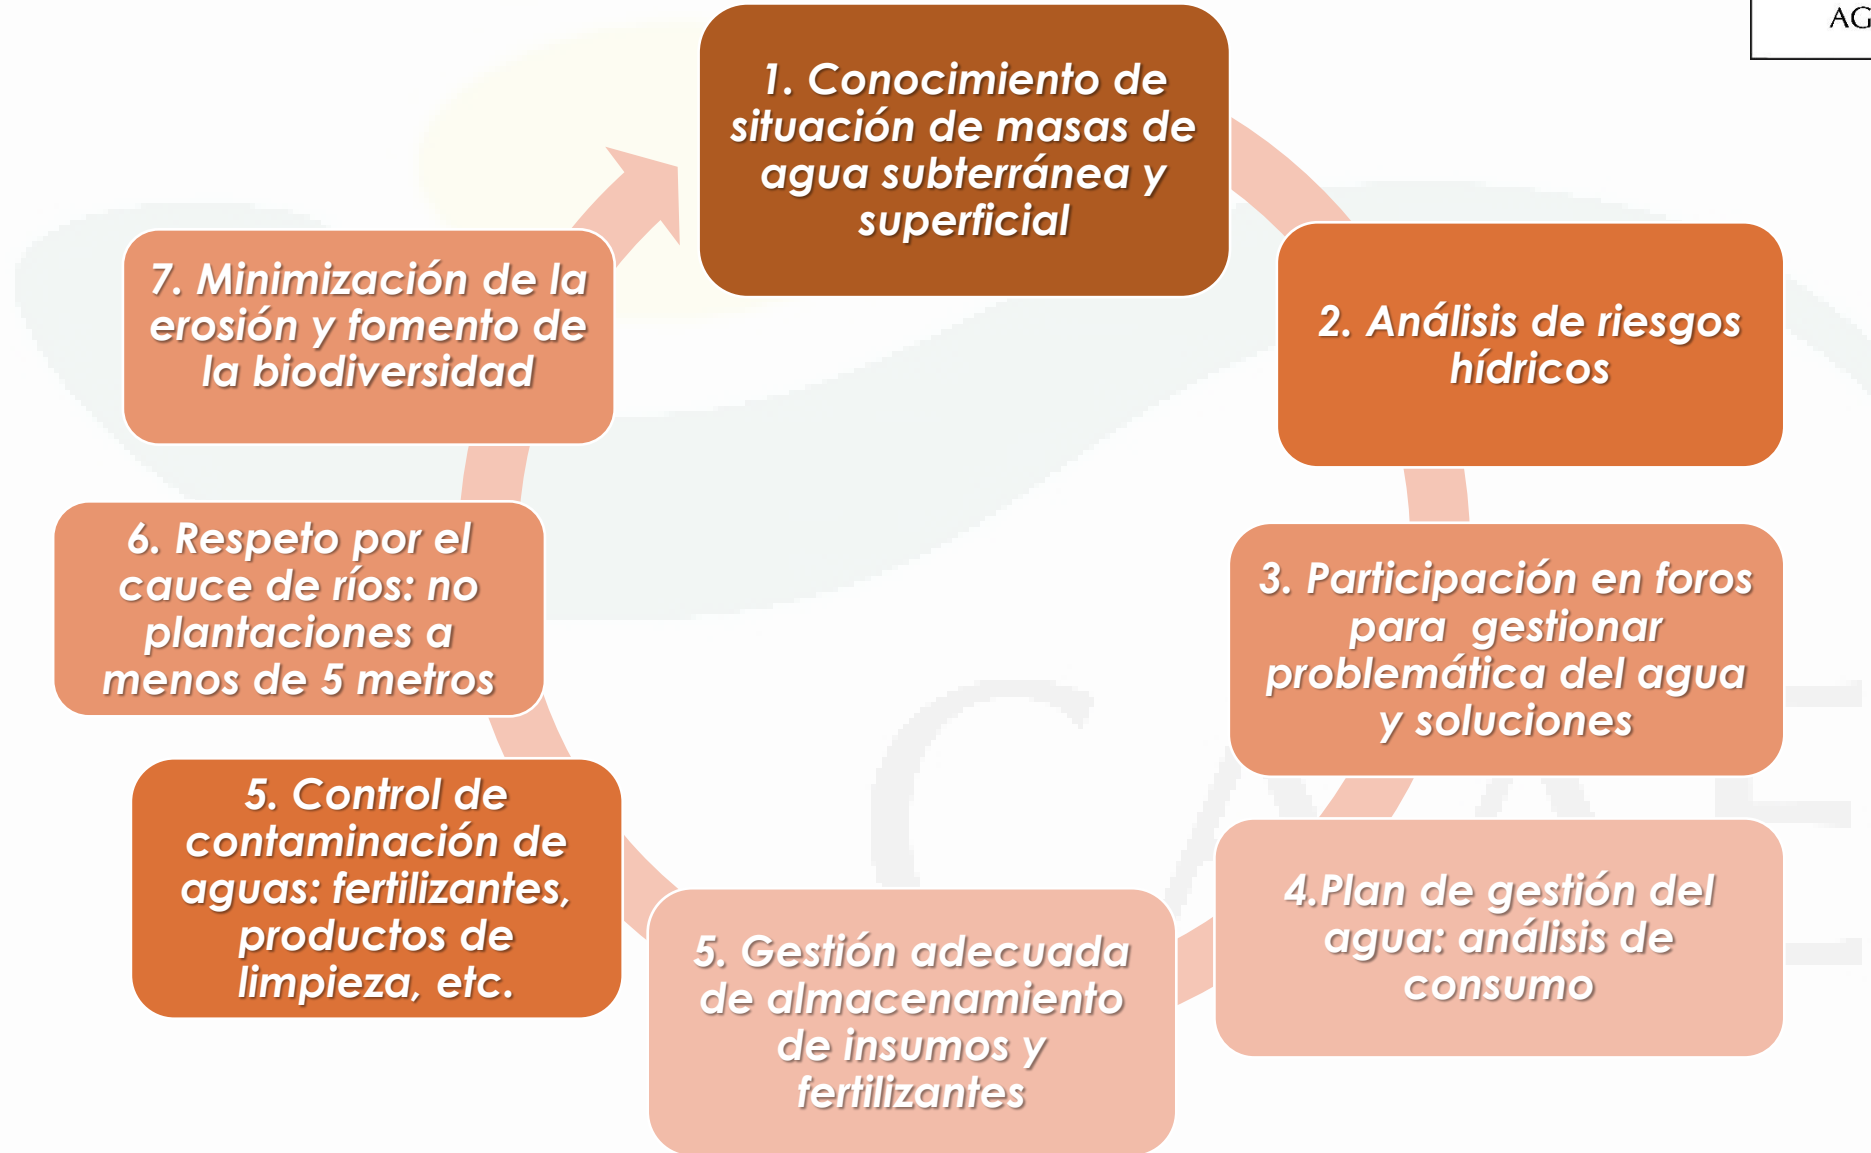 AG
1. Conocimiento de
situación de masas de
agua subterránea y
superficial
2. Análisis de riesgos
hídricos
3. Participación en foros
para  gestionar
problemática del agua
y soluciones
4.Plan de gestión del
agua: análisis de
consumo
5. Gestión adecuada
de almacenamiento
de insumos y
fertilizantes
5. Control de
contaminación de
aguas: fertilizantes,
productos de
limpieza, etc.
6. Respeto por el
cauce de ríos: no
plantaciones a
menos de 5 metros
7. Minimización de la
erosión y fomento de
la biodiversidad